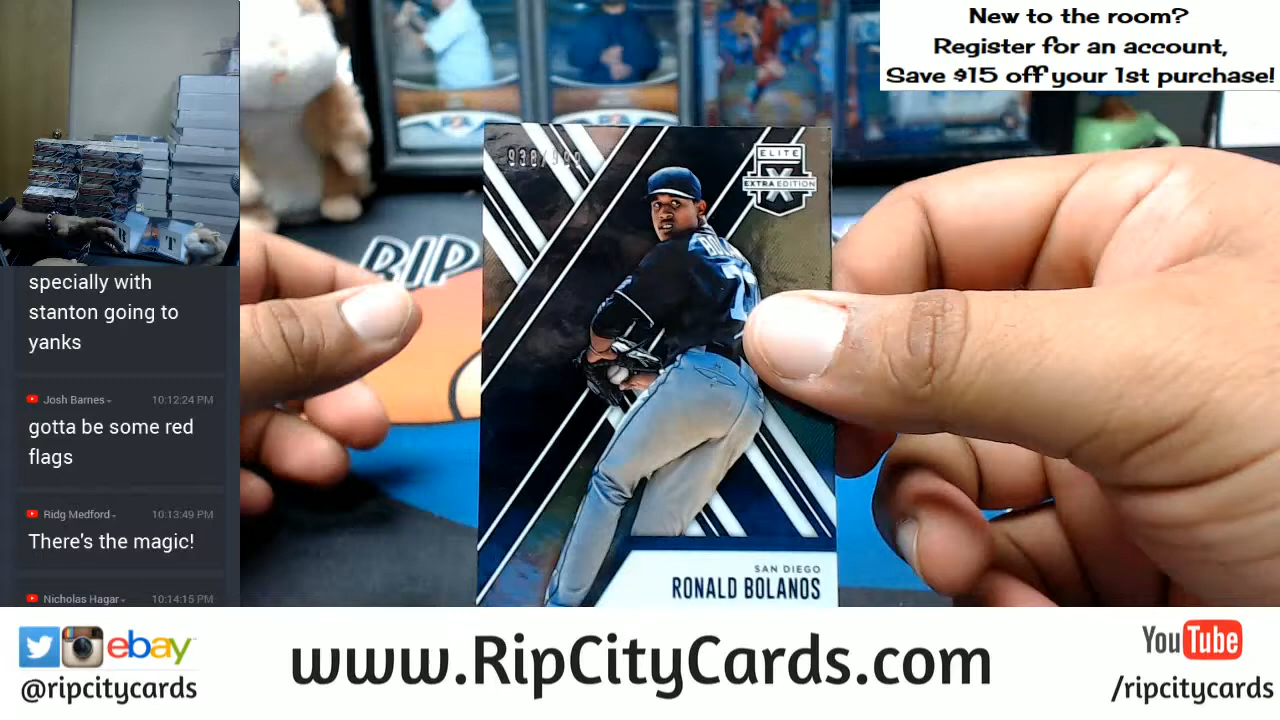 New to the room?
Register for an account,
Save $15 off your 1st purchase!
specially with
stanton going to
yanks
Josh Barnes
10:12:24 PM
gotta be some red
flags
Ridg Medford
10:13:49 PM
There's the magic!
Nicholas Hagar
10:14:15 PM
RIP
ELITE
X
EXTRA EDITION
SAN DIEGO
RONALD BOLANOS
ebay
@ripcitycards
www.RipCityCards.com
YouTube
/ripcitycards